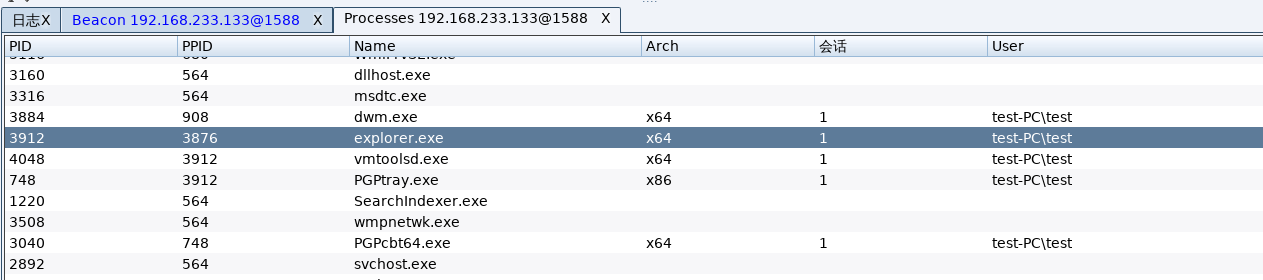 日志X Beacon 192.168.233.133@1588 X Processes 192.168.233.133@1588 X
PID PPID Name Arch 会话 User
3160 564 dllhost.exe
3316 564 msdtc.exe
3884 908 dwm.exe x64 1 test-PC\test
3912 3876 explorer.exe x64 1 test-PC\test
4048 3912 vmtoolsd.exe x64 1 test-PC\test
748 3912 PGPtray.exe x86 1 test-PC\test
1220 564 SearchIndexer.exe
3508 564 wmpnetwk.exe
3040 748 PGPcbt64.exe x64 1 test-PC\test
2892 564 svchost.exe